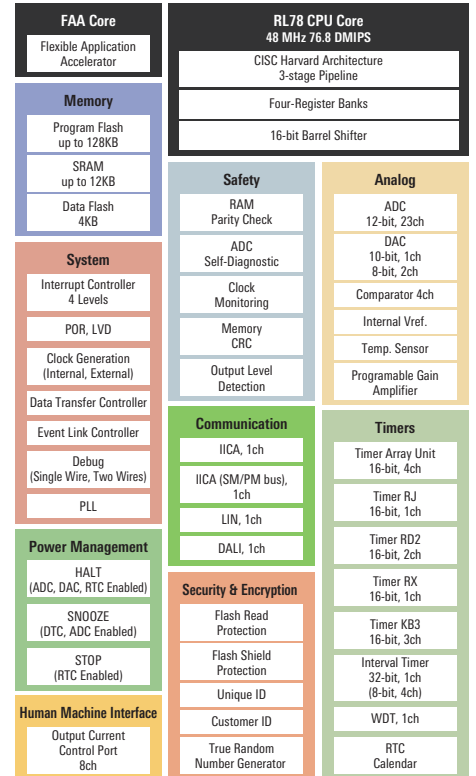 FAA Core
Flexible Application
Accelerator
RL78 CPU Core
48 MHz 76.8 DMIPS
CISC Harvard Architecture
3-stage Pipeline
Four-Register Banks
16-bit Barrel Shifter
Memory
Program Flash
up to 128KB
SRAM
up to 12KB
Data Flash
4KB
System
Interrupt Controller
4 Levels
POR, LVD
Clock Generation
(Internal, External)
Data Transfer Controller
Event Link Controller
Debug
(Single Wire, Two Wires)
PLL
Power Management
HALT
(ADC, DAC, RTC Enabled)
SNOOZE
(DTC, ADC Enabled)
STOP
(RTC Enabled)
Human Machine Interface
Output Current
Control Port
8ch
Safety
RAM
Parity Check
ADC
Self-Diagnostic
Clock
Monitoring
Memory
CRC
Output Level
Detection
Communication
IICA, 1ch
IICA (SM/PM bus),
1ch
LIN, 1ch
DALI, 1ch
Security & Encryption
Flash Read
Protection
Flash Shield
Protection
Unique ID
Customer ID
True Random
Number Generator
Analog
ADC
12-bit, 23ch
DAC
10-bit, 1ch
8-bit, 2ch
Comparator 4ch
Internal Vref.
Temp. Sensor
Programable Gain
Amplifier
Timers
Timer Array Unit
16-bit, 4ch
Timer RJ
16-bit, 1ch
Timer RD2
16-bit, 2ch
Timer RX
16-bit, 1ch
Timer KB3
16-bit, 3ch
Interval Timer
32-bit, 1ch
(8-bit, 4ch)
WDT, 1ch
RTC
Calendar